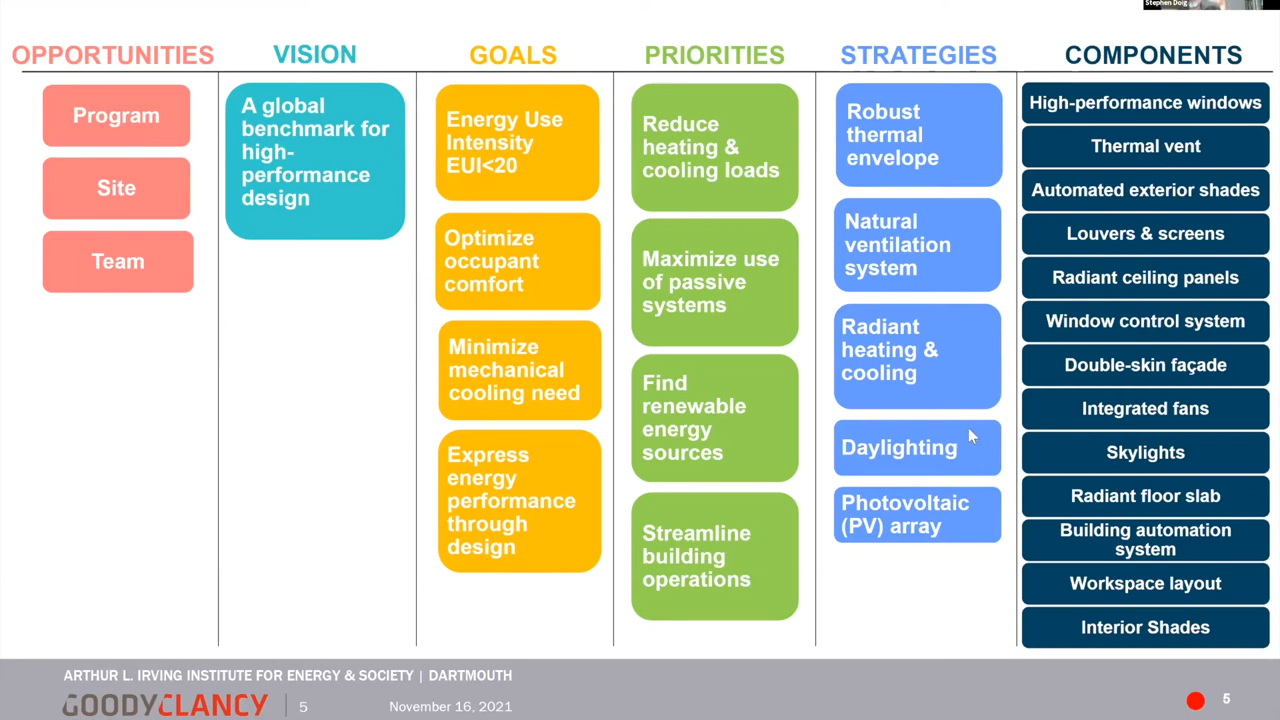 Stephen Doig
OPPORTUNITIES
Program
Site
Team
VISION
A global
benchmark for
high-
performance
design
GOALS
Energy Use
Intensity
EUI<20
Optimize
occupant
comfort
Minimize
mechanical
cooling need
Express
energy
performance
through
design
PRIORITIES
Reduce
heating &
cooling loads
Maximize use
of passive
systems
Find
renewable
energy
sources
Streamline
building
operations
STRATEGIES
Robust
thermal
envelope
Natural
ventilation
system
Radiant
heating &
cooling
Daylighting
Photovoltaic
(PV) array
COMPONENTS
High-performance windows
Thermal vent
Automated exterior shades
Louvers & screens
Radiant ceiling panels
Window control system
Double-skin façade
Integrated fans
Skylights
Radiant floor slab
Building automation
system
Workspace layout
Interior Shades
ARTHUR L. IRVING INSTITUTE FOR ENERGY & SOCIETY | DARTMOUTH
GOODYCLANCY | 5 November 16, 2021 5